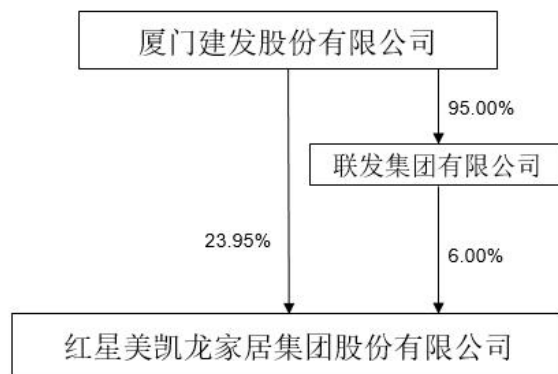 厦门建发股份有限公司
95.00%
联发集团有限公司
23.95%
6.00%
红星美凯龙家居集团股份有限公司